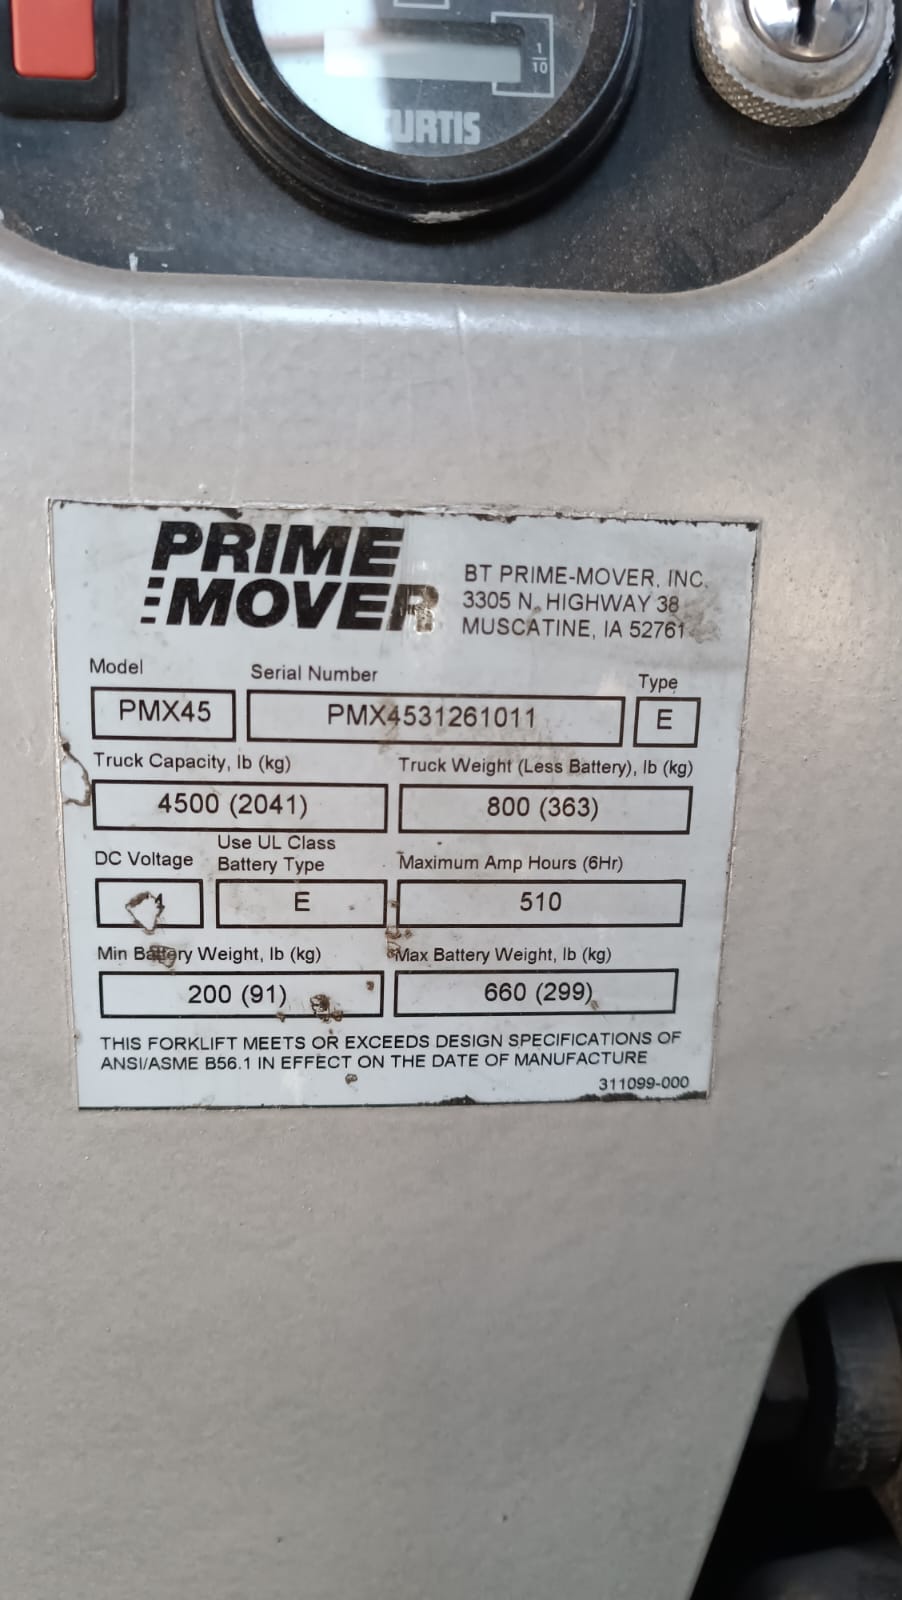 1/10
CURTIS
PRIME
MOVER
BT PRIME-MOVER, INC.
3305 N. HIGHWAY 38
MUSCATINE, IA 52761
Model
Serial Number
Type
PMX45
PMX4531261011
E
Truck Capacity, lb (kg)
Truck Weight (Less Battery), lb (kg)
4500 (2041)
800 (363)
DC Voltage
Use UL Class
Battery Type
Maximum Amp Hours (6Hr)
E
510
Min Battery Weight, lb (kg)
Max Battery Weight, lb (kg)
200 (91)
660 (299)
THIS FORKLIFT MEETS OR EXCEEDS DESIGN SPECIFICATIONS OF
ANSI/ASME B56.1 IN EFFECT ON THE DATE OF MANUFACTURE
311099-000